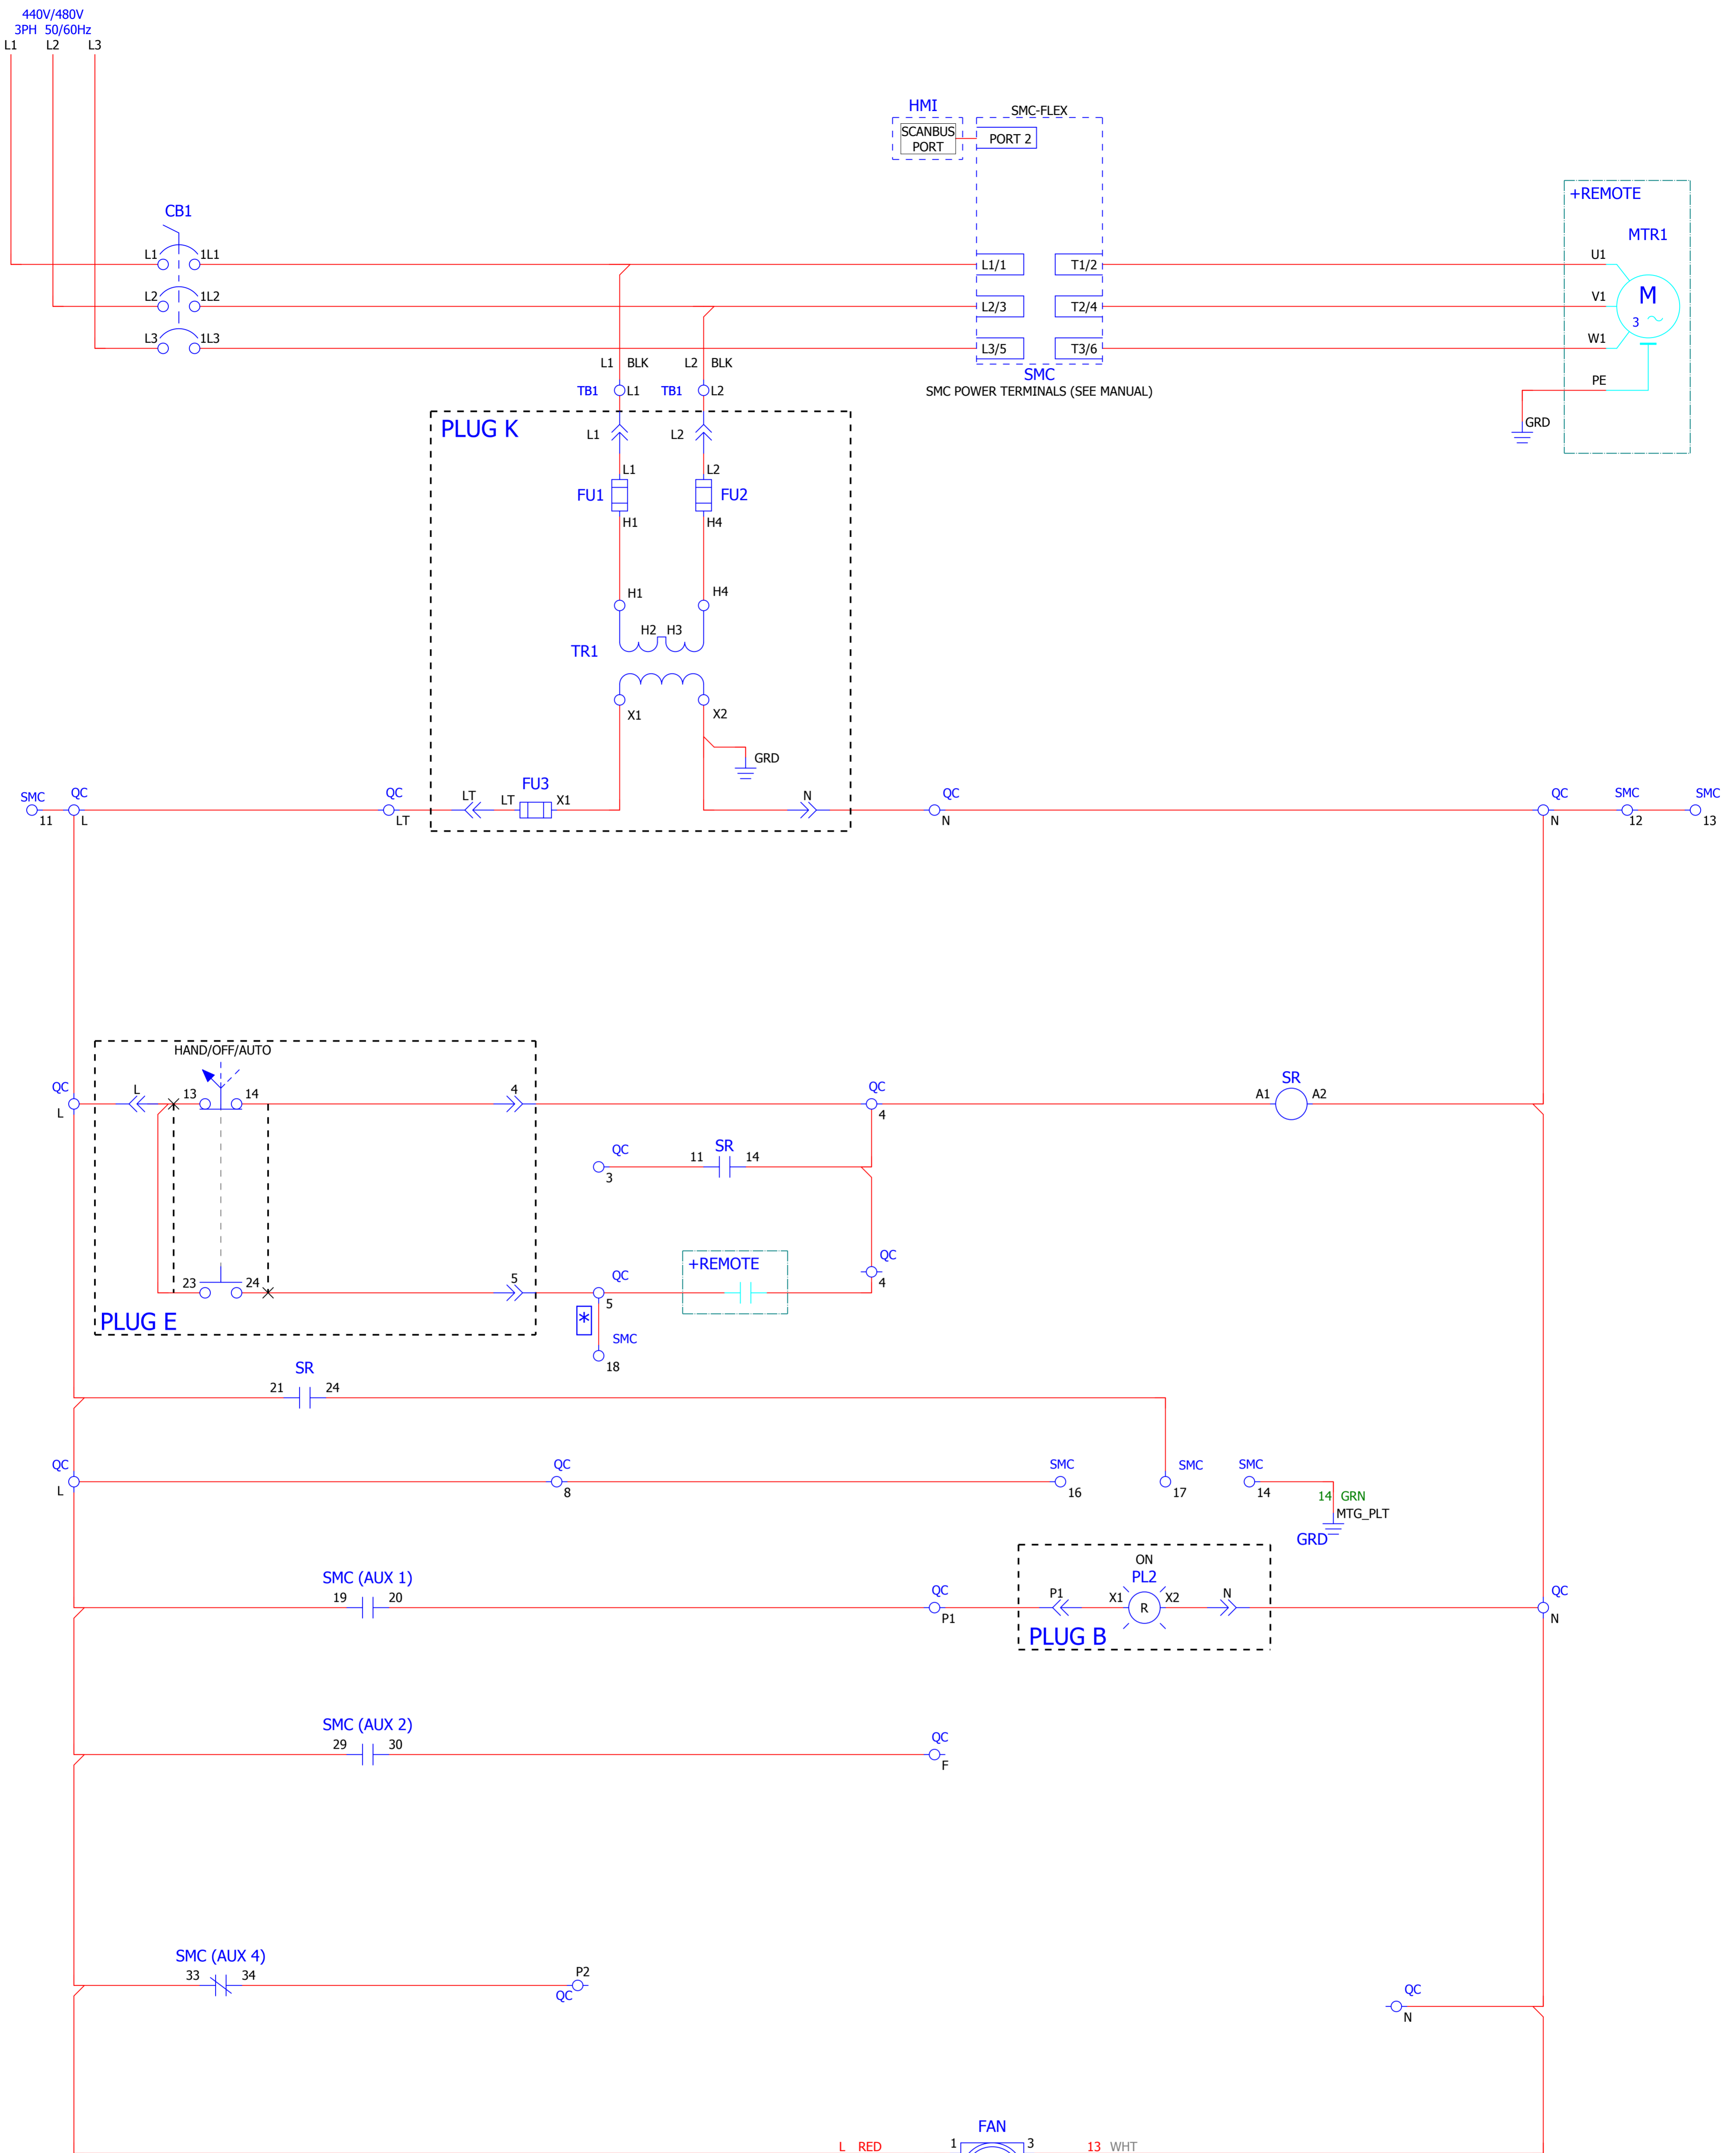 440V/480V
3PH 50/60Hz
L1 L2 L3
HMI
SCANBUS
PORT
SMC-FLEX
PORT 2
+REMOTE
MTR1
CB1
L1 1L1
L1/1 T1/2
U1
L2 1L2
L2/3 T2/4
V1
M
3
L3 1L3
L3/5 T3/6
W1
L1 BLK L2 BLK
SMC
SMC POWER TERMINALS (SEE MANUAL)
PE
TB1 L1 TB1 L2
GRD
PLUG K
L1 L2
L1 L2
FU1 FU2
H1 H4
H1 H4
H2 H3
TR1
X1 X2
GRD
SMC QC QC LT LT FU3 X1 N QC QC SMC SMC
11 L LT N N 12 13
HAND/OFF/AUTO
QC L 13 14 4 QC A1 SR A2
L 4
QC 11 SR 14
3
QC
4
+REMOTE
23 24 5 QC
5
PLUG E
*
SMC
18
SR
21 24
QC QC SMC SMC SMC
L 8 16 17 14
14 GRN
MTG_PLT
GRD
ON
PL2
SMC (AUX 1)
19 20 QC P1 X1 R X2 N QC
P1 N
PLUG B
SMC (AUX 2)
29 30 QC
F
SMC (AUX 4)
33 34 P2
QC
QC
N
FAN
L RED 1 3 13 WHT